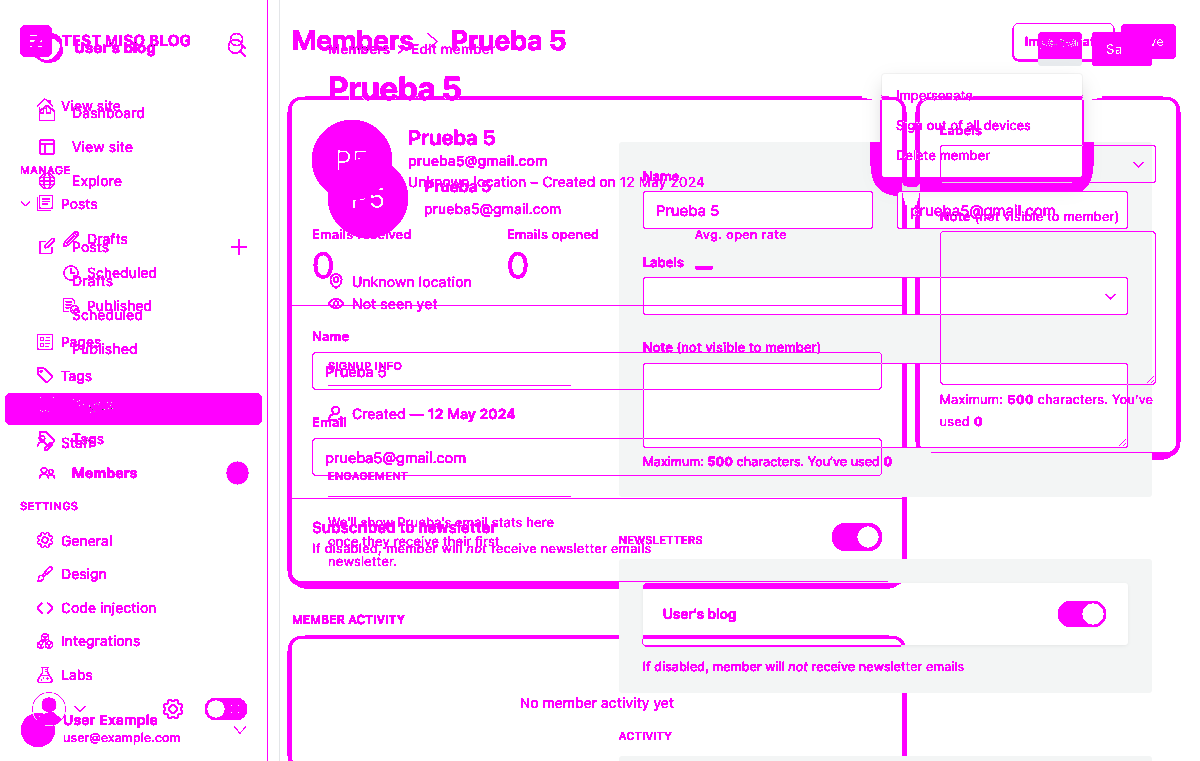 TEST MISO BLOG
User's blog
View site
Dashboard
View site
MANAGE
Explore
Posts
Drafts
Posts
Scheduled
Drafts
Published
Scheduled
Pages
Published
Tags
Tags
Staff
Members
SETTINGS
General
Design
Code injection
Integrations
Labs
User Example
user@example.com
Members > Prueba 5
Members > Edit member
Prueba 5
Impersonate
Sign out of all devices
Delete member
Prueba 5
prueba5@gmail.com
Unknown location – Created on 12 May 2024
Prueba 5
prueba5@gmail.com
Emails received
Emails opened
Avg. open rate
0
0
Unknown location
Not seen yet
Name
Prueba 5
SIGNUP INFO
Created — 12 May 2024
Email
prueba5@gmail.com
ENGAGEMENT
We'll show Prueba's email stats here
once they receive their first
newsletter.
Subscribed to newsletter
If disabled, member will not receive newsletter emails
MEMBER ACTIVITY
No member activity yet
Name
Prueba 5
prueba5@gmail.com
Labels
Note (not visible to member)
Maximum: 500 characters. You've used 0
Labels
Note (not visible to member)
Maximum: 500 characters. You've
used 0
NEWSLETTERS
User's blog
If disabled, member will not receive newsletter emails
ACTIVITY